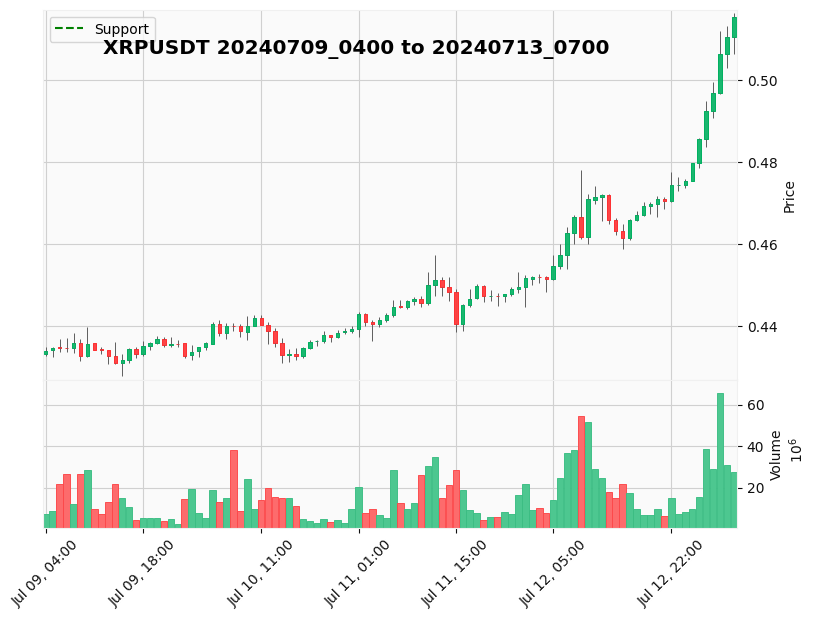 Support
XRPUSDT 20240709_0400 to 20240713_0700
0.50
0.48
0.46
0.44
Price
60
40
20
Volume
10^6
Jul 09, 04:00
Jul 09, 18:00
Jul 10, 11:00
Jul 11, 01:00
Jul 11, 15:00
Jul 12, 05:00
Jul 12, 22:00